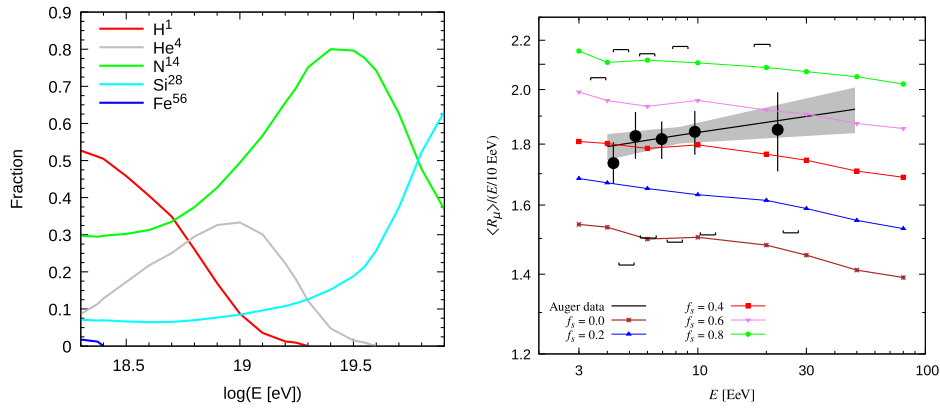 0.9
0.8
0.7
0.6
0.5
0.4
0.3
0.2
0.1
0
Fraction
H¹
He⁴
N¹⁴
Si²⁸
Fe⁵⁶
18.5 19 19.5
log(E [eV])
2.2
2.0
1.8
1.6
1.4
1.2
⟨Rμ⟩/(E/10 EeV)
Auger data
fₛ = 0.0
fₛ = 0.2
fₛ = 0.4
fₛ = 0.6
fₛ = 0.8
3 10 30 100
E [EeV]